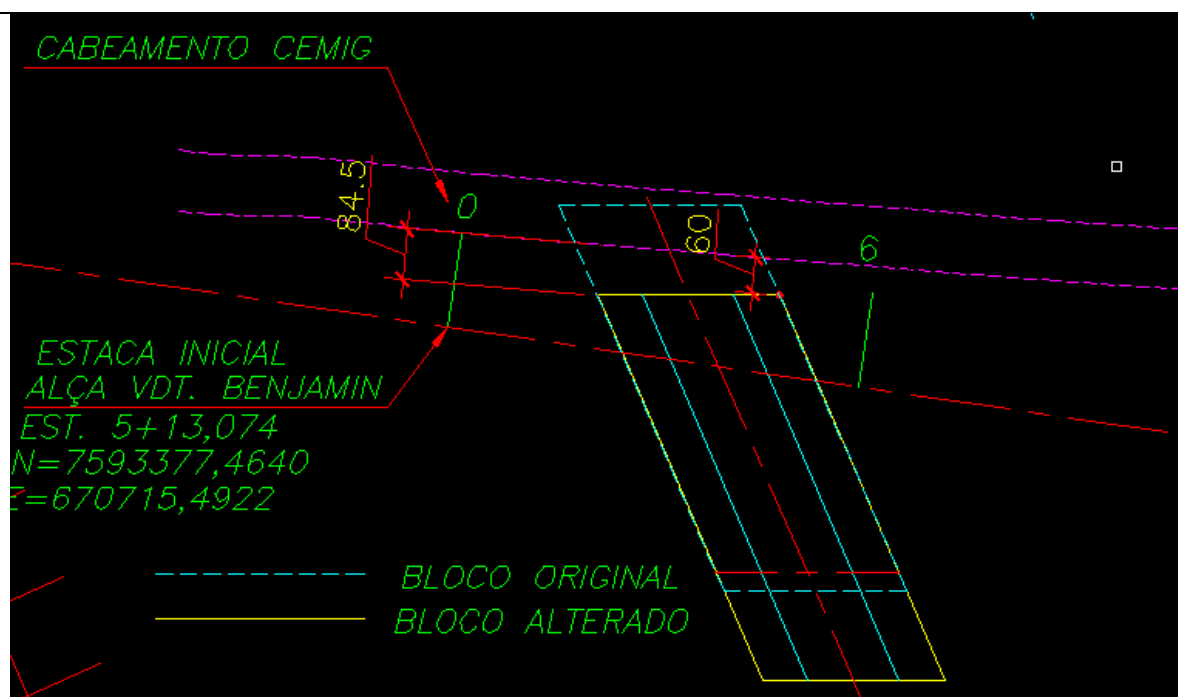 CABEAMENTO CEMIG
84.5
0
60
6
ESTACA INICIAL
ALÇA VDT. BENJAMIN
EST. 5+13,074
N=7593377,4640
E=670715,4922
BLOCO ORIGINAL
BLOCO ALTERADO